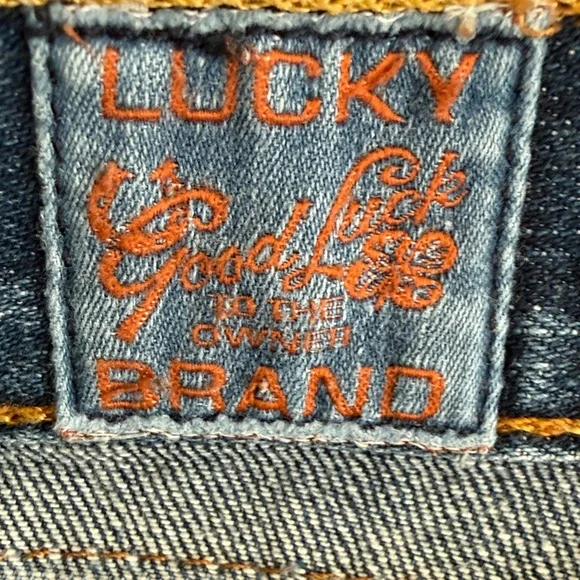 LUCKY
Good Luck
TO THE
OWNER
BRAND